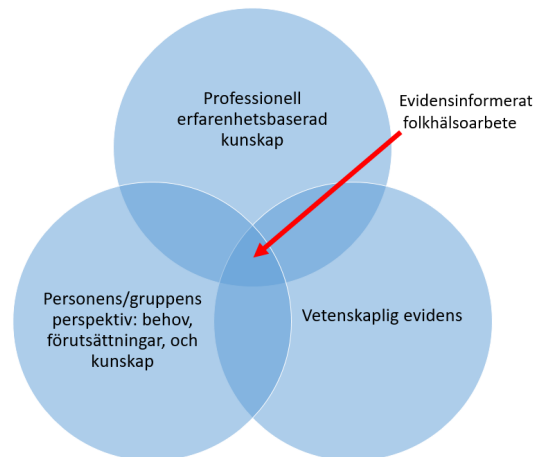 Professionell
erfarenhetsbaserad
kunskap
Evidensinformerat
folkhälsoarbete
Personens/gruppens
perspektiv: behov,
förutsättningar, och
kunskap
Vetenskaplig evidens